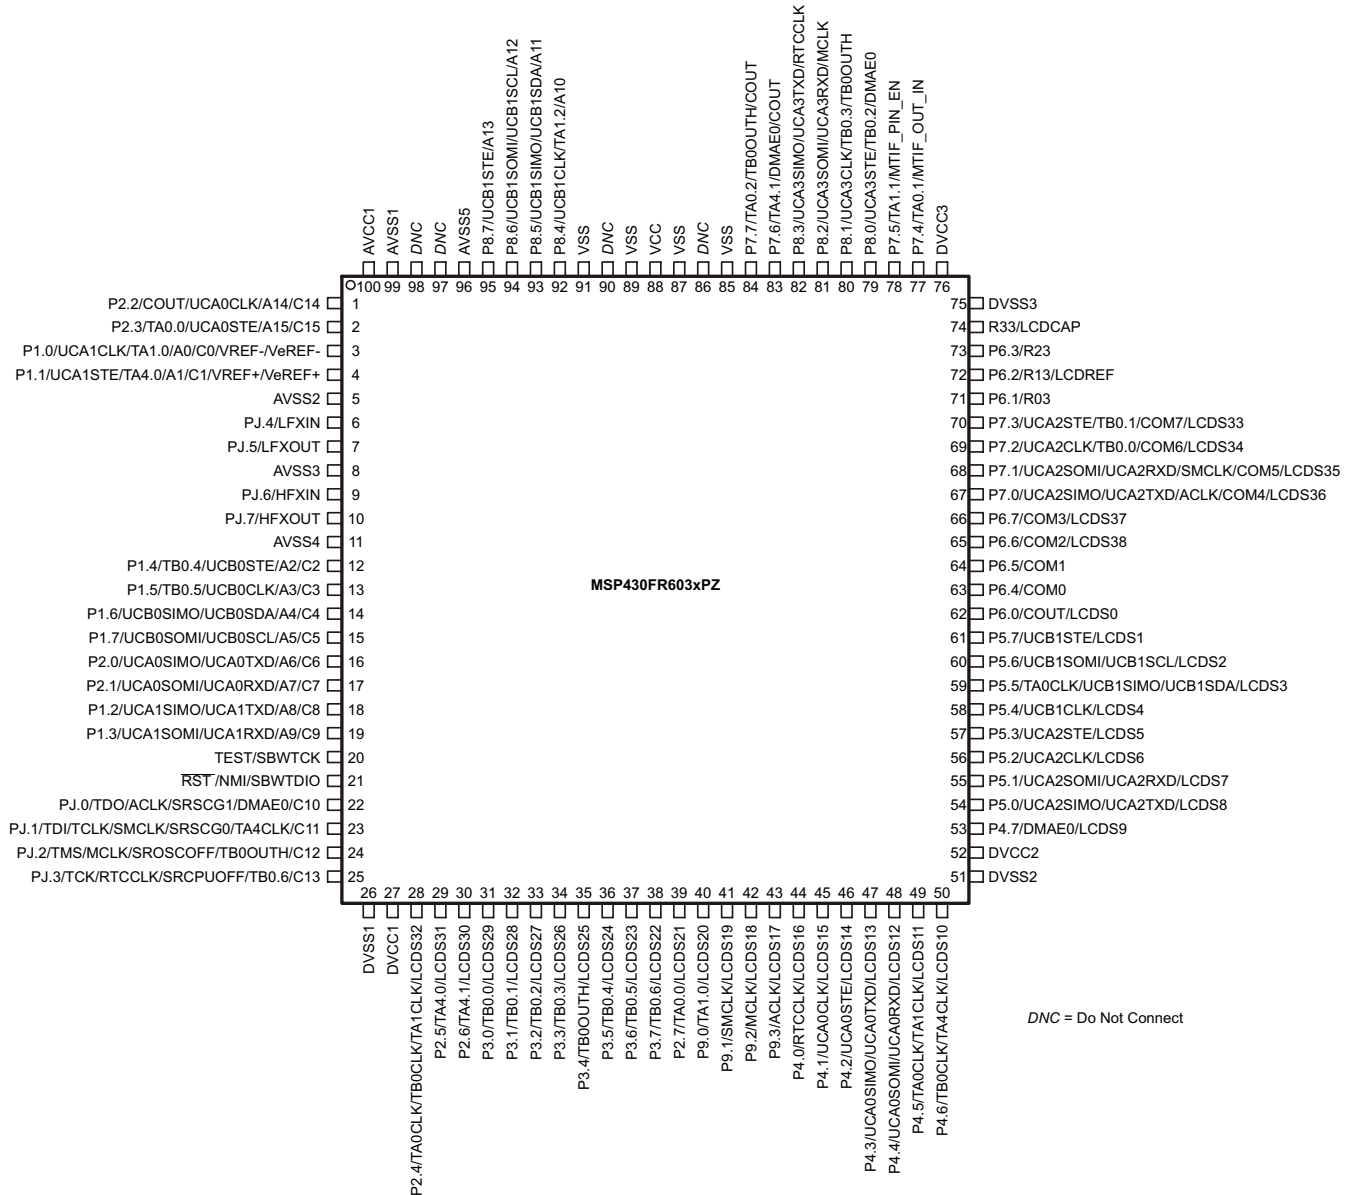 AVCC1
AVSS1
DNC
DNC
AVSS5
P8.7/UCB1STE/A13
P8.6/UCB1SOMI/UCB1SCL/A12
P8.5/UCB1SIMO/UCB1SDA/A11
P8.4/UCB1CLK/TA1.2/A10
VSS
DNC
VSS
VCC
VSS
DNC
VSS
P7.7/TA0.2/TB0OUTH/COUT
P7.6/TA4.1/DMAE0/COUT
P8.3/UCA3SIMO/UCA3TXD/RTCCLK
P8.2/UCA3SOMI/UCA3RXD/MCLK
P8.1/UCA3CLK/TB0.3/TB0OUTH
P8.0/UCA3STE/TB0.2/DMAE0
P7.5/TA1.1/MTIF_PIN_EN
P7.4/TA0.1/MTIF_OUT_IN
DVCC3
100 99 98 97 96 95 94 93 92 91 90 89 88 87 86 85 84 83 82 81 80 79 78 77 76
P2.2/COUT/UCA0CLK/A14/C14 1
P2.3/TA0.0/UCA0STE/A15/C15 2
P1.0/UCA1CLK/TA1.0/A0/C0/VREF-/VeREF- 3
P1.1/UCA1STE/TA4.0/A1/C1/VREF+/VeREF+ 4
AVSS2 5
PJ.4/LFXIN 6
PJ.5/LFXOUT 7
AVSS3 8
PJ.6/HFXIN 9
PJ.7/HFXOUT 10
AVSS4 11
P1.4/TB0.4/UCB0STE/A2/C2 12
P1.5/TB0.5/UCB0CLK/A3/C3 13
P1.6/UCB0SIMO/UCB0SDA/A4/C4 14
P1.7/UCB0SOMI/UCB0SCL/A5/C5 15
P2.0/UCA0SIMO/UCA0TXD/A6/C6 16
P2.1/UCA0SOMI/UCA0RXD/A7/C7 17
P1.2/UCA1SIMO/UCA1TXD/A8/C8 18
P1.3/UCA1SOMI/UCA1RXD/A9/C9 19
TEST/SBWTCK 20
RST/NMI/SBWTDIO 21
PJ.0/TDO/ACLK/SRSCG1/DMAE0/C10 22
PJ.1/TDI/TCLK/SMCLK/SRSCG0/TA4CLK/C11 23
PJ.2/TMS/MCLK/SROSCOFF/TB0OUTH/C12 24
PJ.3/TCK/RTCCLK/SRCPUOFF/TB0.6/C13 25
MSP430FR603xPZ
75 DVSS3
74 R33/LCDCAP
73 P6.3/R23
72 P6.2/R13/LCDREF
71 P6.1/R03
70 P7.3/UCA2STE/TB0.1/COM7/LCDS33
69 P7.2/UCA2CLK/TB0.0/COM6/LCDS34
68 P7.1/UCA2SOMI/UCA2RXD/SMCLK/COM5/LCDS35
67 P7.0/UCA2SIMO/UCA2TXD/ACLK/COM4/LCDS36
66 P6.7/COM3/LCDS37
65 P6.6/COM2/LCDS38
64 P6.5/COM1
63 P6.4/COM0
62 P6.0/COUT/LCDS0
61 P5.7/UCB1STE/LCDS1
60 P5.6/UCB1SOMI/UCB1SCL/LCDS2
59 P5.5/TA0CLK/UCB1SIMO/UCB1SDA/LCDS3
58 P5.4/UCB1CLK/LCDS4
57 P5.3/UCA2STE/LCDS5
56 P5.2/UCA2CLK/LCDS6
55 P5.1/UCA2SOMI/UCA2RXD/LCDS7
54 P5.0/UCA2SIMO/UCA2TXD/LCDS8
53 P4.7/DMAE0/LCDS9
52 DVCC2
51 DVSS2
26 27 28 29 30 31 32 33 34 35 36 37 38 39 40 41 42 43 44 45 46 47 48 49 50
DVSS1
DVCC1
P2.4/TA0CLK/TB0CLK/TA1CLK/LCDS32
P2.5/TA4.0/LCDS31
P2.6/TA4.1/LCDS30
P3.0/TB0.0/LCDS29
P3.1/TB0.1/LCDS28
P3.2/TB0.2/LCDS27
P3.3/TB0.3/LCDS26
P3.4/TB0OUTH/LCDS25
P3.5/TB0.4/LCDS24
P3.6/TB0.5/LCDS23
P3.7/TB0.6/LCDS22
P2.7/TA0.0/LCDS21
P9.0/TA1.0/LCDS20
P9.1/SMCLK/LCDS19
P9.2/MCLK/LCDS18
P9.3/ACLK/LCDS17
P4.0/RTCCLK/LCDS16
P4.1/UCA0CLK/LCDS15
P4.2/UCA0STE/LCDS14
P4.3/UCA0SIMO/UCA0TXD/LCDS13
P4.4/UCA0SOMI/UCA0RXD/LCDS12
P4.5/TA0CLK/TA1CLK/LCDS11
P4.6/TB0CLK/TA4CLK/LCDS10
DNC = Do Not Connect